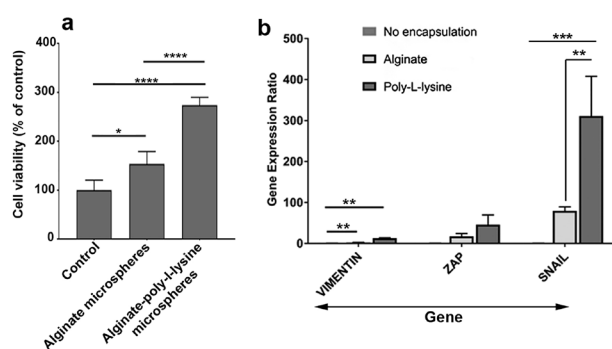 a
Cell viability (% of control)
400
300
200
100
0
****
****
*
Control
Alginate microspheres
Alginate-poly-l-lysine
microspheres
b
Gene Expression Ratio
500
400
300
200
100
0
No encapsulation
Alginate
Poly-L-lysine
***
**
**
**
VIMENTIN
ZAP
SNAIL
Gene